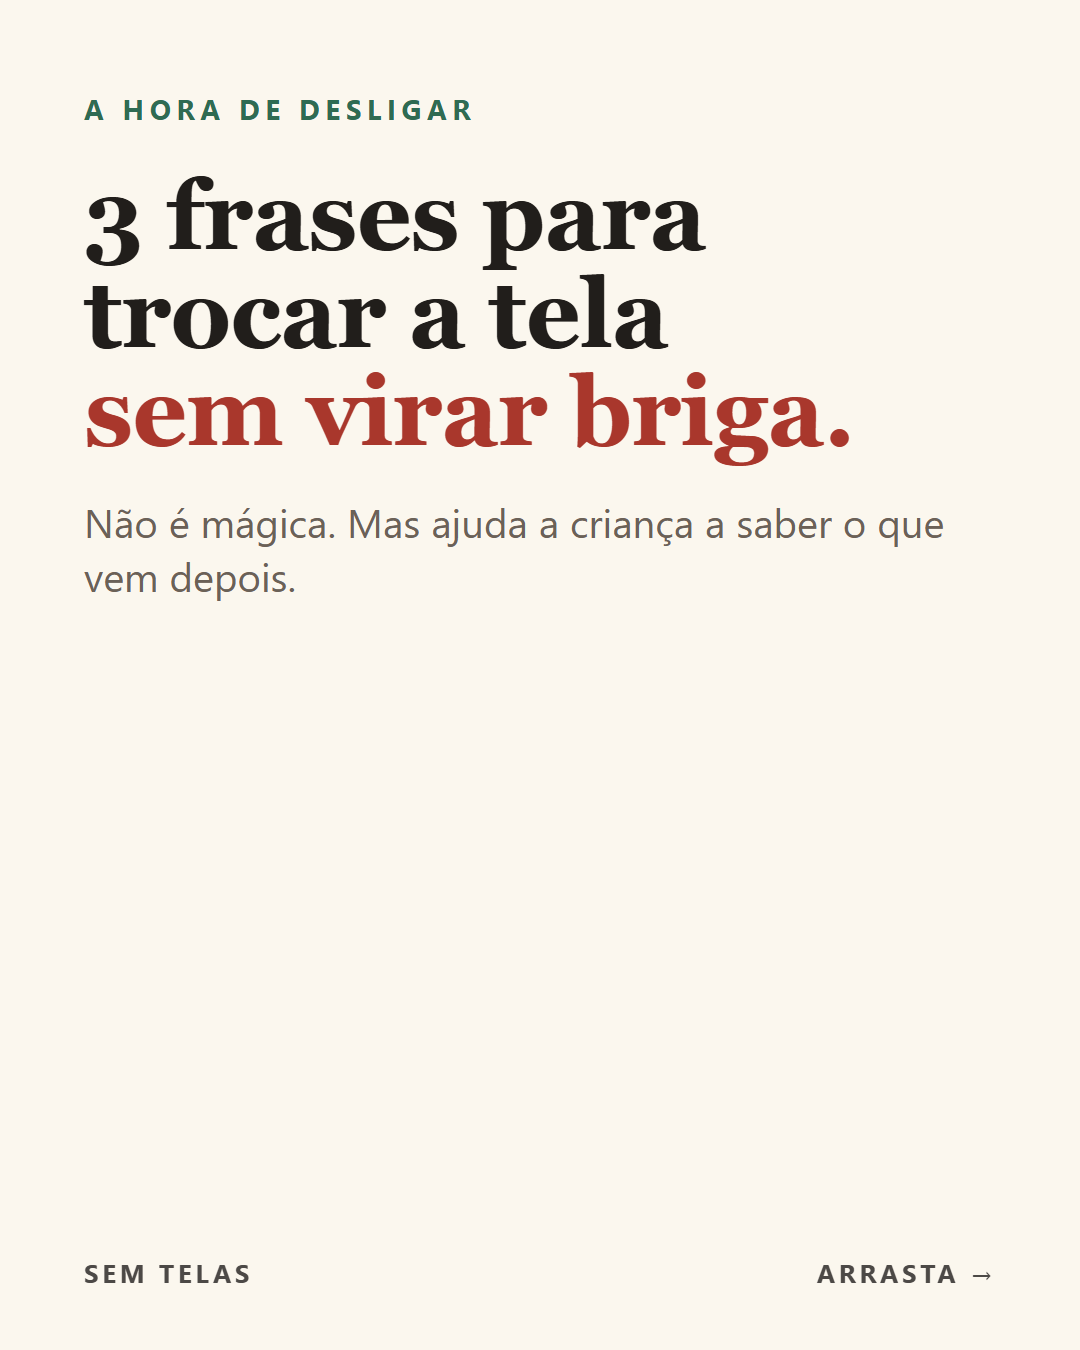 A HORA DE DESLIGAR
3 frases para
trocar a tela
sem virar briga.
Não é mágica. Mas ajuda a criança a saber o que
vem depois.
SEM TELAS
ARRASTA →